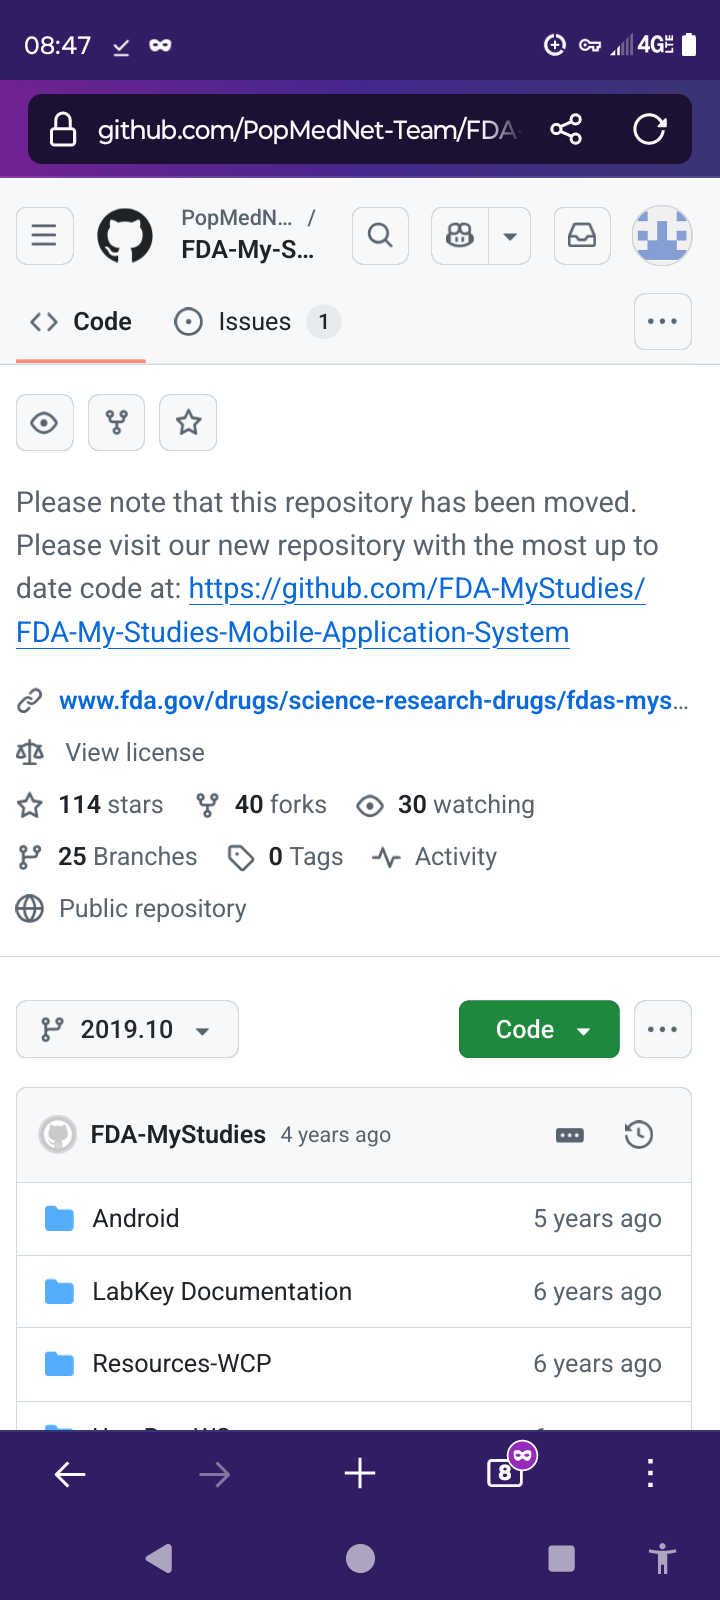 08:47
4G LTE
github.com/PopMedNet-Team/FDA-
PopMedN... /
FDA-My-S...
Code
Issues 1
Please note that this repository has been moved.
Please visit our new repository with the most up to
date code at: https://github.com/FDA-MyStudies/
FDA-My-Studies-Mobile-Application-System
www.fda.gov/drugs/science-research-drugs/fdas-mys...
View license
114 stars 40 forks 30 watching
25 Branches 0 Tags Activity
Public repository
2019.10 Code
FDA-MyStudies 4 years ago
Android 5 years ago
LabKey Documentation 6 years ago
Resources-WCP 6 years ago
8